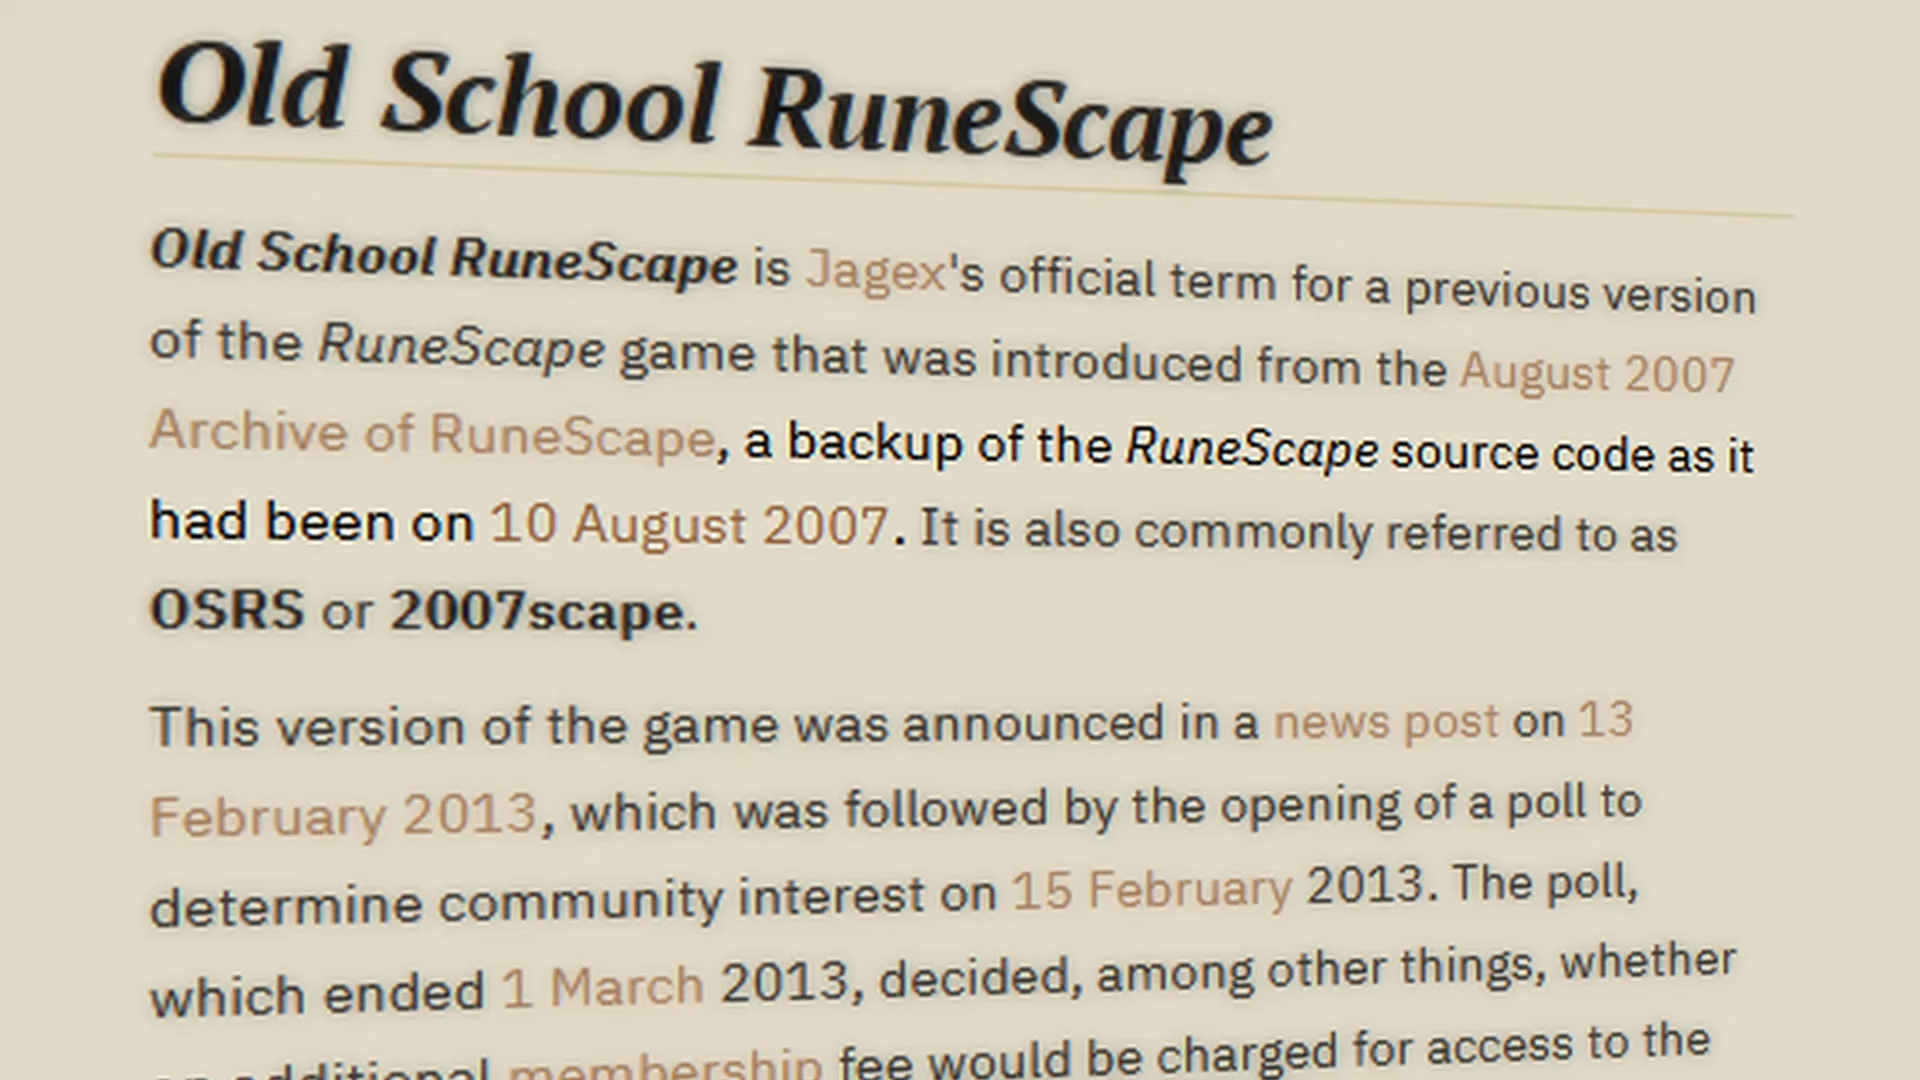 Old School RuneScape
Old School RuneScape is Jagex's official term for a previous version
of the RuneScape game that was introduced from the August 2007
Archive of RuneScape, a backup of the RuneScape source code as it
had been on 10 August 2007. It is also commonly referred to as
OSRS or 2007scape.
This version of the game was announced in a news post on 13
February 2013, which was followed by the opening of a poll to
determine community interest on 15 February 2013. The poll,
which ended 1 March 2013, decided, among other things, whether
an additional membership fee would be charged for access to the